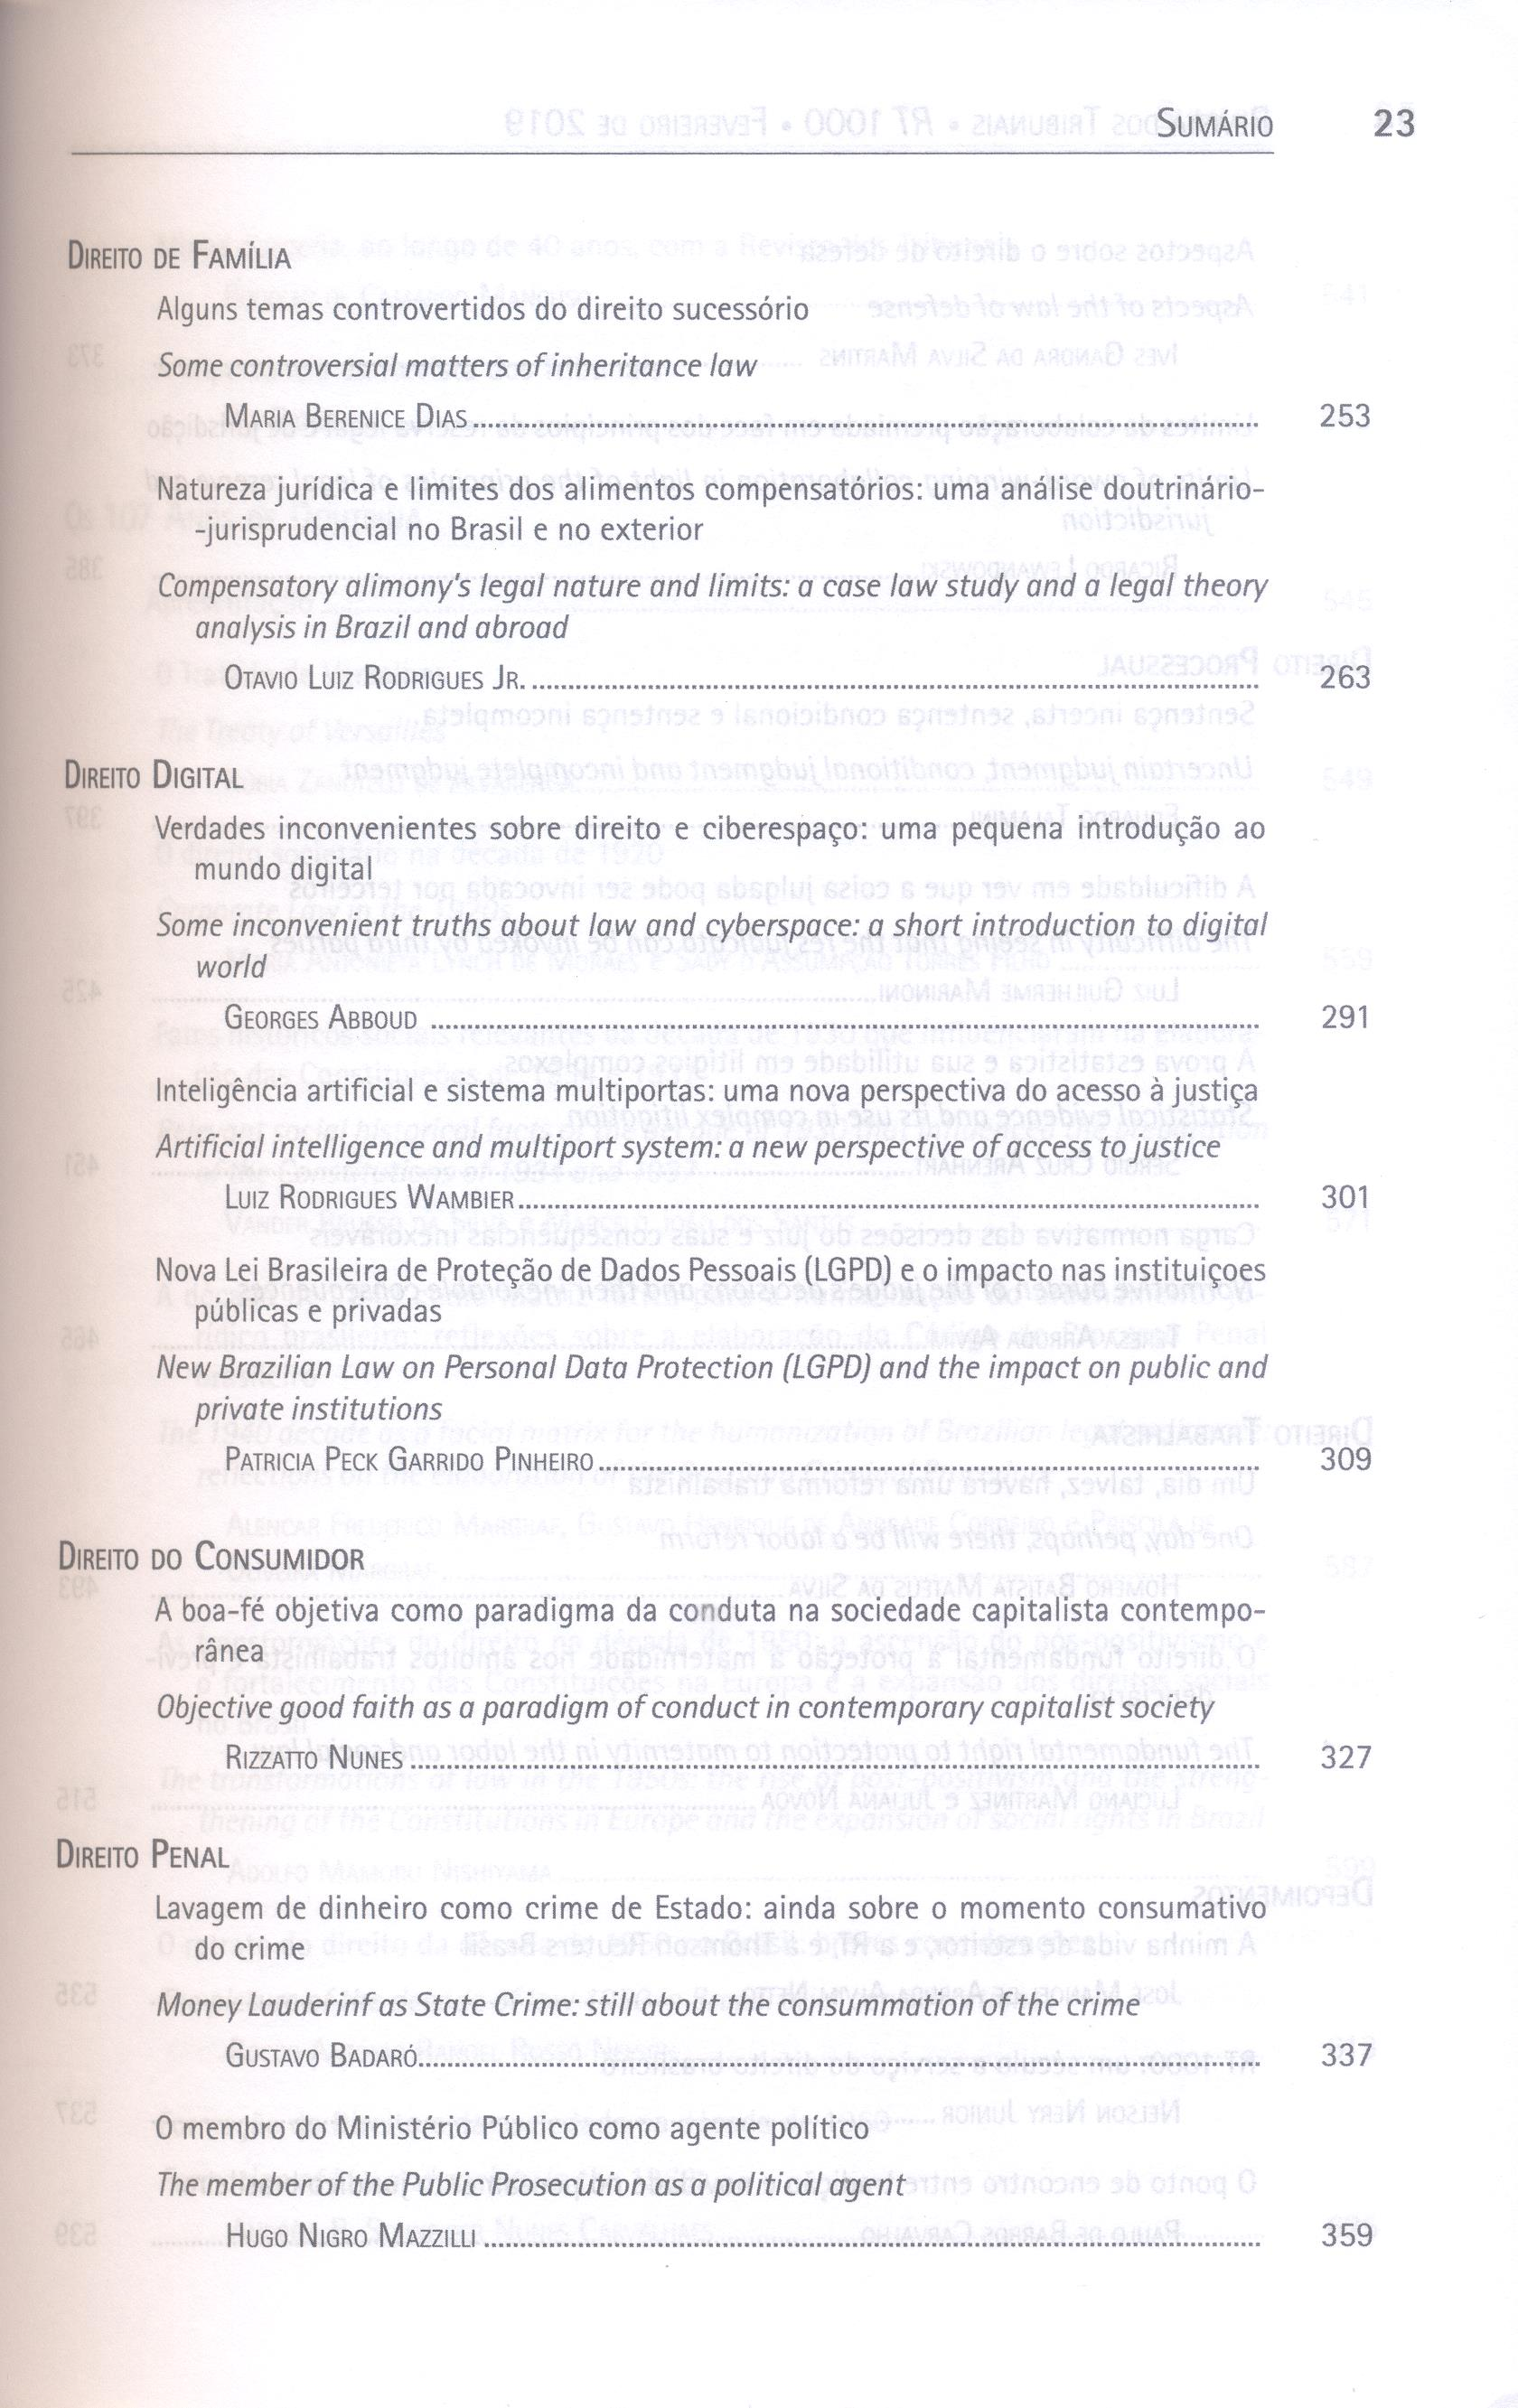 SUMÁRIO 23
DIREITO DE FAMÍLIA
Alguns temas controvertidos do direito sucessório
Some controversial matters of inheritance law
MARIA BERENICE DIAS 253
Natureza jurídica e limites dos alimentos compensatórios: uma análise doutrinário-
-jurisprudencial no Brasil e no exterior
Compensatory alimony's legal nature and limits: a case law study and a legal theory
analysis in Brazil and abroad
OTAVIO LUIZ RODRIGUES JR. 263
DIREITO DIGITAL
Verdades inconvenientes sobre direito e ciberespaço: uma pequena introdução ao
mundo digital
Some inconvenient truths about law and cyberspace: a short introduction to digital
world
GEORGES ABBOUD 291
Inteligência artificial e sistema multiportas: uma nova perspectiva do acesso à justiça
Artificial intelligence and multiport system: a new perspective of access to justice
LUIZ RODRIGUES WAMBIER 301
Nova Lei Brasileira de Proteção de Dados Pessoais (LGPD) e o impacto nas instituiçoes
públicas e privadas
New Brazilian Law on Personal Data Protection (LGPD) and the impact on public and
private institutions
PATRICIA PECK GARRIDO PINHEIRO 309
DIREITO DO CONSUMIDOR
A boa-fé objetiva como paradigma da conduta na sociedade capitalista contempo-
rânea
Objective good faith as a paradigm of conduct in contemporary capitalist society
RIZZATTO NUNES 327
DIREITO PENAL
Lavagem de dinheiro como crime de Estado: ainda sobre o momento consumativo
do crime
Money Lauderinf as State Crime: still about the consummation of the crime
GUSTAVO BADARÓ 337
O membro do Ministério Público como agente político
The member of the Public Prosecution as a political agent
HUGO NIGRO MAZZILLI 359